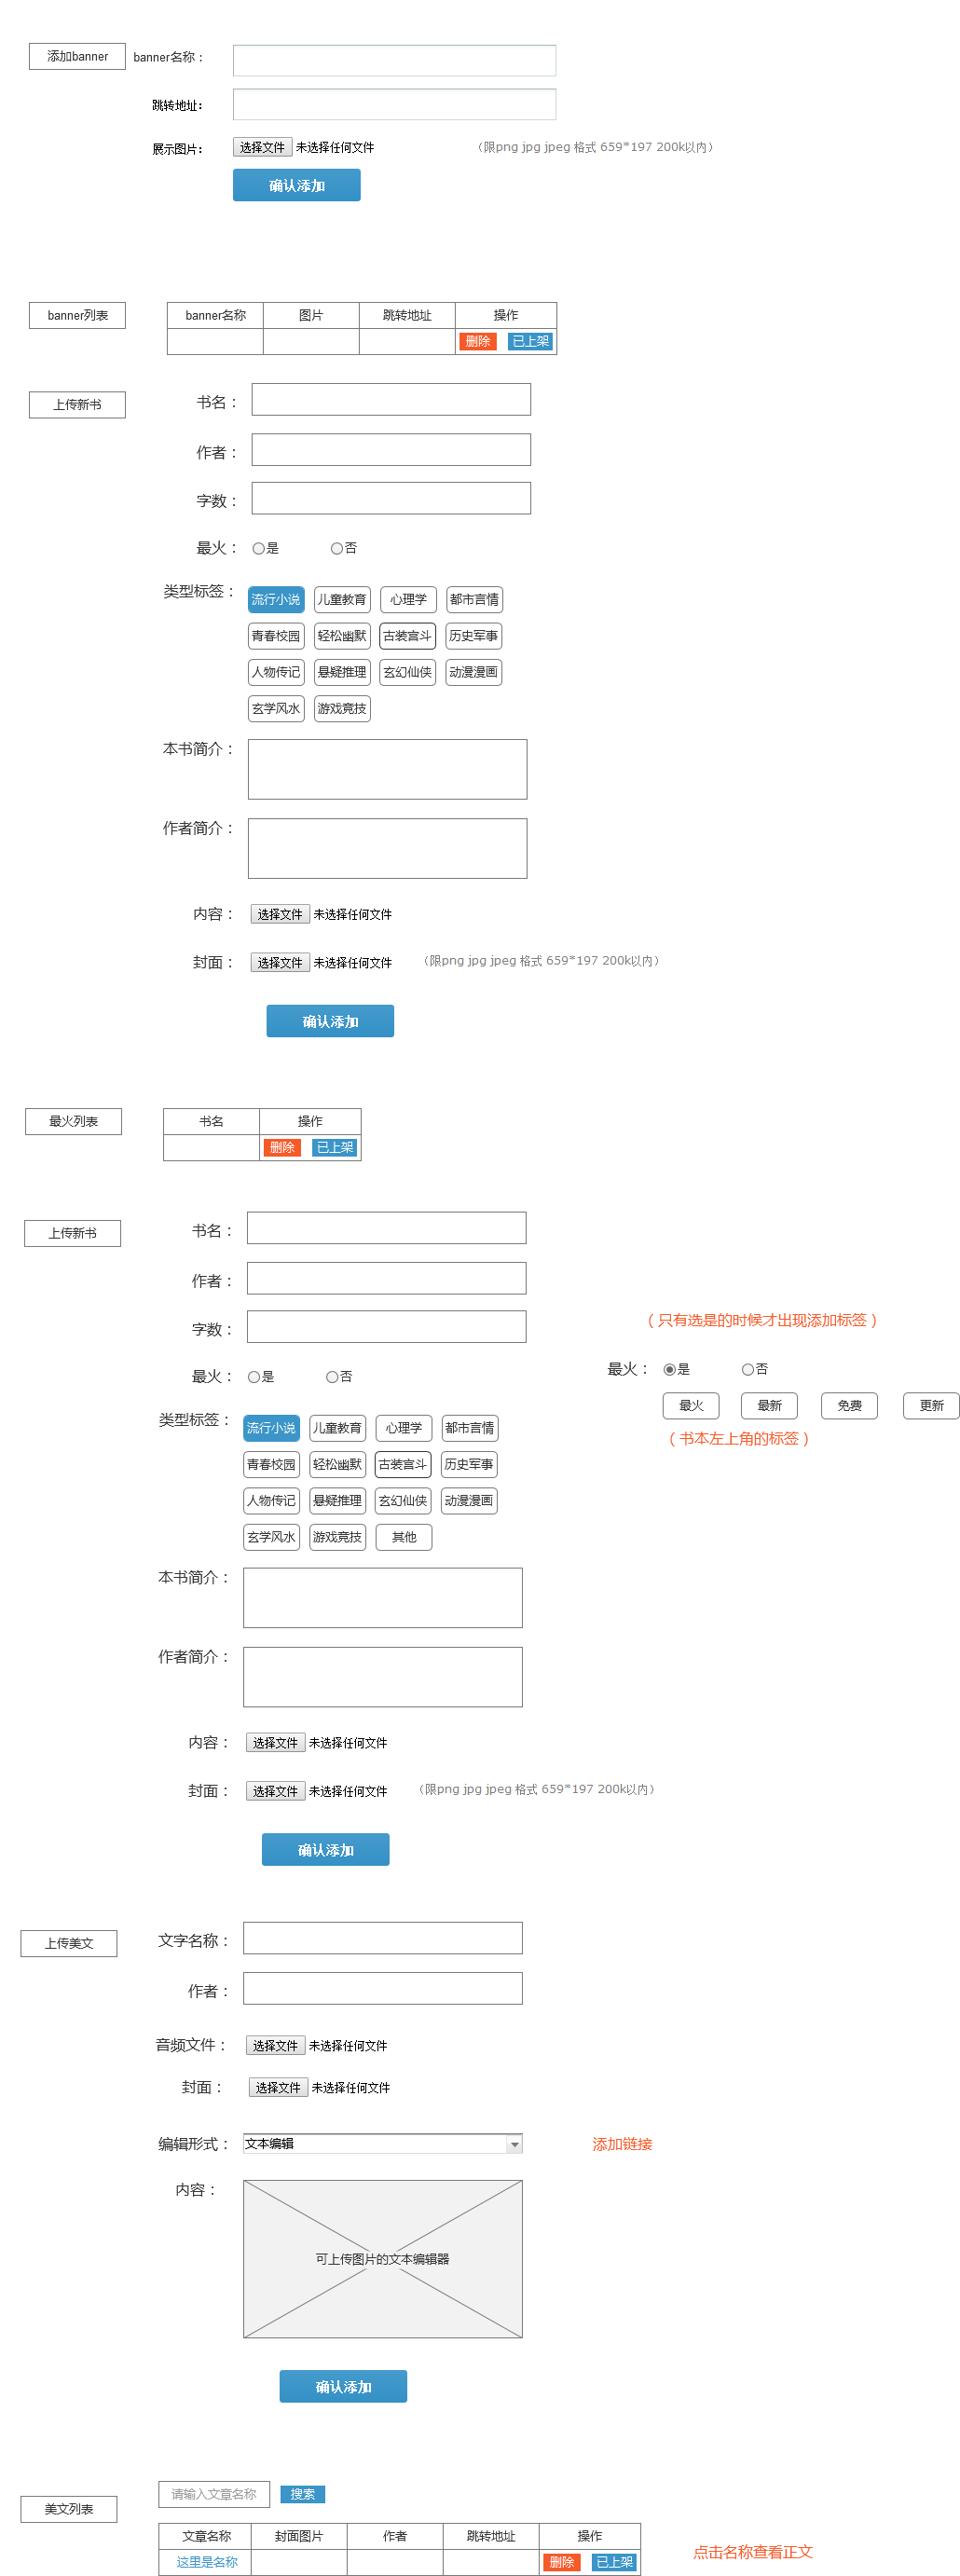 添加banner banner名称：
跳转地址：
展示图片： 选择文件 未选择任何文件 （限png jpg jpeg 格式 659*197 200k以内）
确认添加
banner列表 banner名称 图片 跳转地址 操作
删除 已上架
上传新书 书名：
作者：
字数：
最火： 是 否
类型标签： 流行小说 儿童教育 心理学 都市言情
青春校园 轻松幽默 古装宫斗 历史军事
人物传记 悬疑推理 玄幻仙侠 动漫漫画
玄学风水 游戏竞技
本书简介：
作者简介：
内容： 选择文件 未选择任何文件
封面： 选择文件 未选择任何文件 （限png jpg jpeg 格式 659*197 200k以内）
确认添加
最火列表 书名 操作
删除 已上架
上传新书 书名：
作者：
字数： （只有选是的时候才出现添加标签）
最火： 是 否 最火： 是 否
最火 最新 免费 更新
（书本左上角的标签）
类型标签： 流行小说 儿童教育 心理学 都市言情
青春校园 轻松幽默 古装宫斗 历史军事
人物传记 悬疑推理 玄幻仙侠 动漫漫画
玄学风水 游戏竞技 其他
本书简介：
作者简介：
内容： 选择文件 未选择任何文件
封面： 选择文件 未选择任何文件 （限png jpg jpeg 格式 659*197 200k以内）
确认添加
上传美文 文字名称：
作者：
音频文件： 选择文件 未选择任何文件
封面： 选择文件 未选择任何文件
编辑形式： 文本编辑 添加链接
内容：
可上传图片的文本编辑器
确认添加
美文列表 请输入文章名称 搜索
文章名称 封面图片 作者 跳转地址 操作
这里是名称 删除 已上架 点击名称查看正文